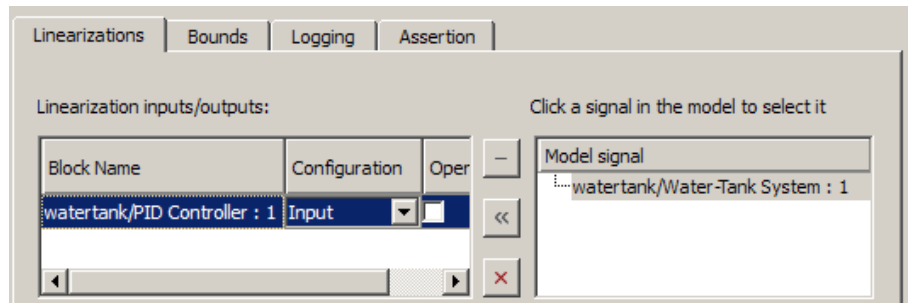 Linearizations Bounds Logging Assertion
Linearization inputs/outputs: Click a signal in the model to select it
Block Name Configuration Oper − Model signal
watertank/Water-Tank System : 1
watertank/PID Controller : 1 Input <<